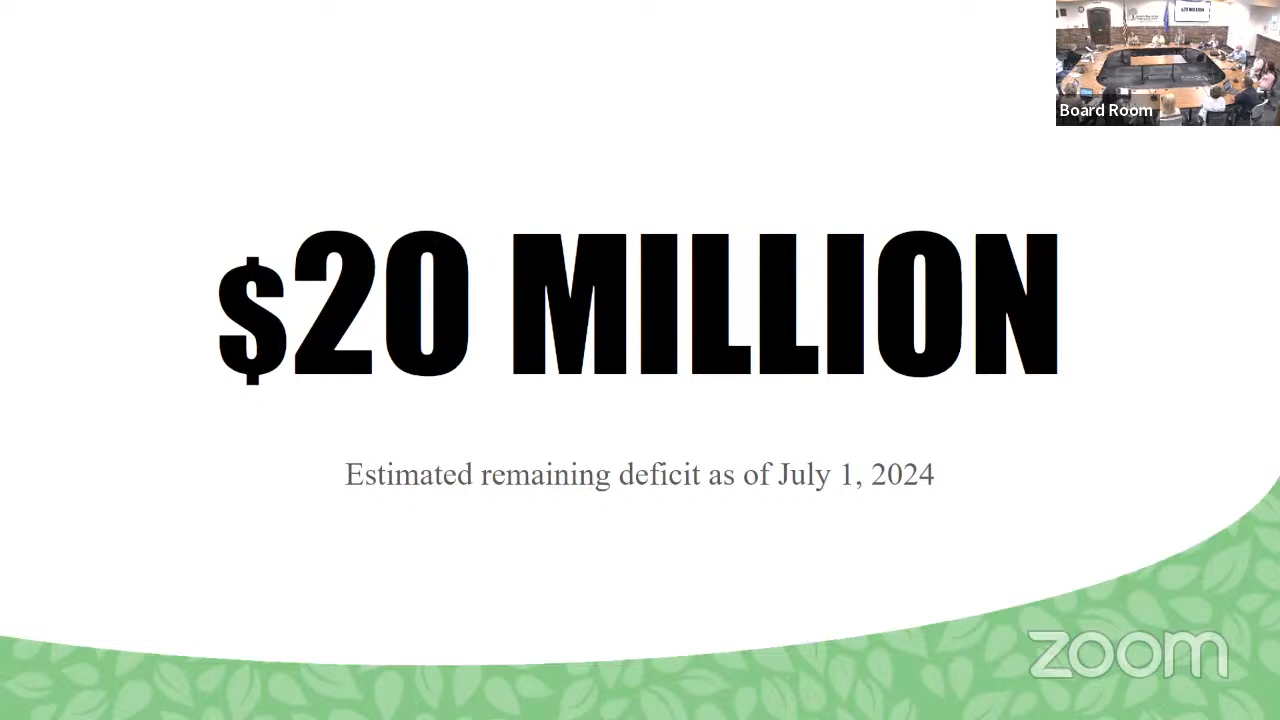 Board Room
$20 MILLION
Estimated remaining deficit as of July 1, 2024
zoom